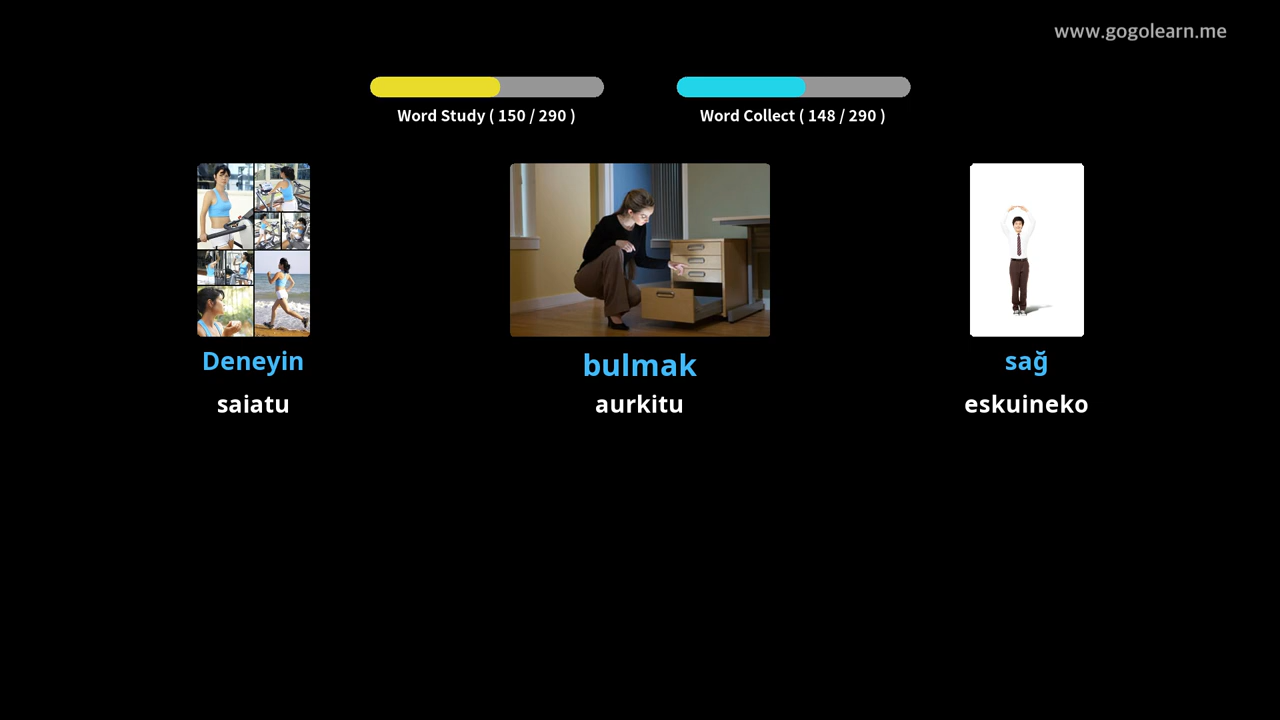 www.gogolearn.me
Word Study ( 150 / 290 )
Word Collect ( 148 / 290 )
Deneyin
bulmak
sağ
saiatu
aurkitu
eskuineko